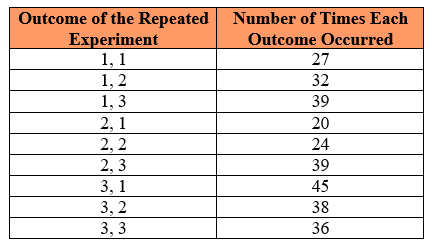 Outcome of the Repeated Number of Times Each
Experiment Outcome Occurred
1, 1 27
1, 2 32
1, 3 39
2, 1 20
2, 2 24
2, 3 39
3, 1 45
3, 2 38
3, 3 36